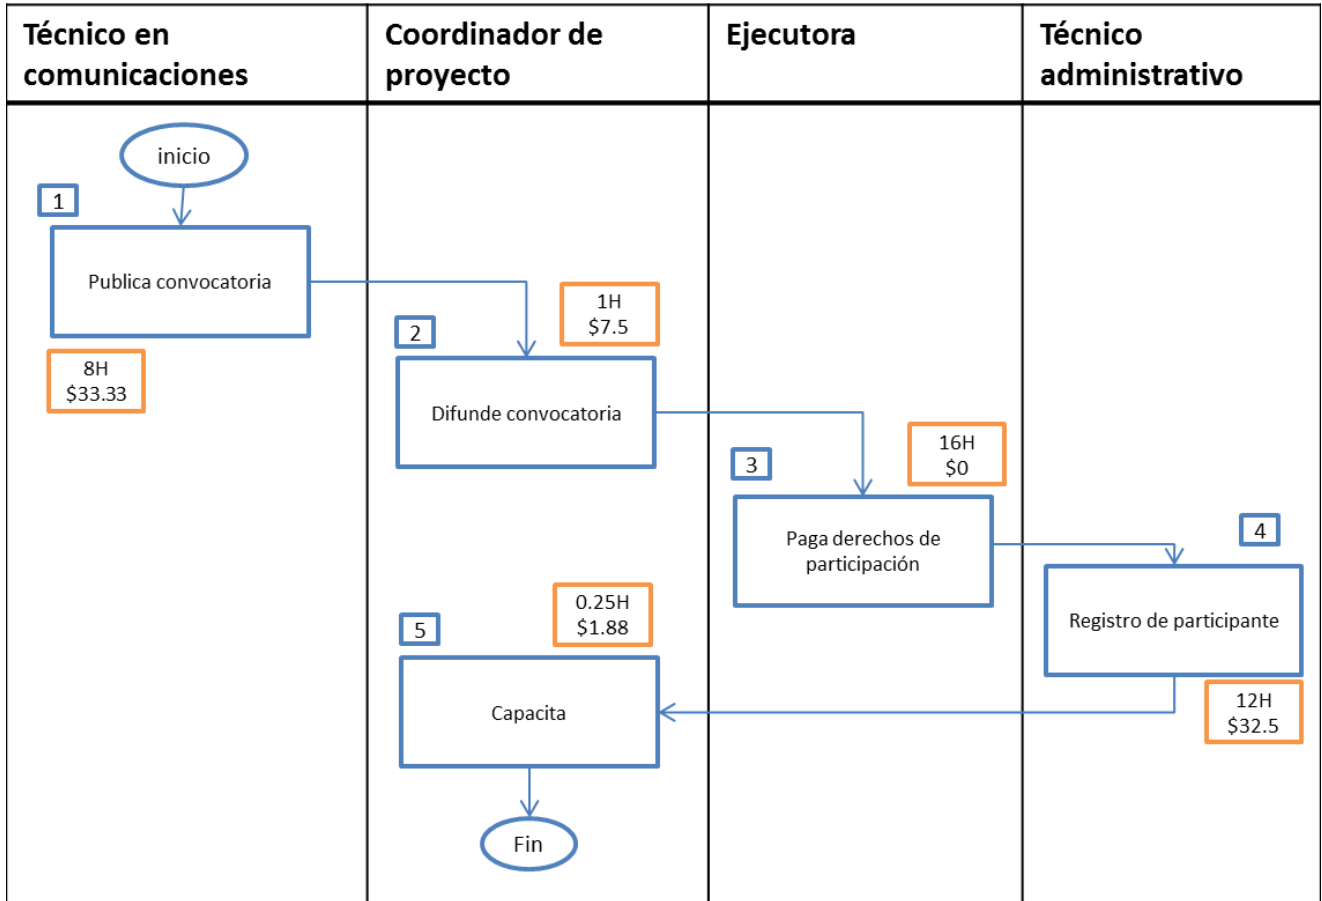 Técnico en
comunicaciones
Coordinador de
proyecto
Ejecutora
Técnico
administrativo
inicio
1
Publica convocatoria
8H
$33.33
1H
$7.5
2
Difunde convocatoria
16H
$0
3
Paga derechos de
participación
4
Registro de participante
12H
$32.5
0.25H
$1.88
5
Capacita
Fin